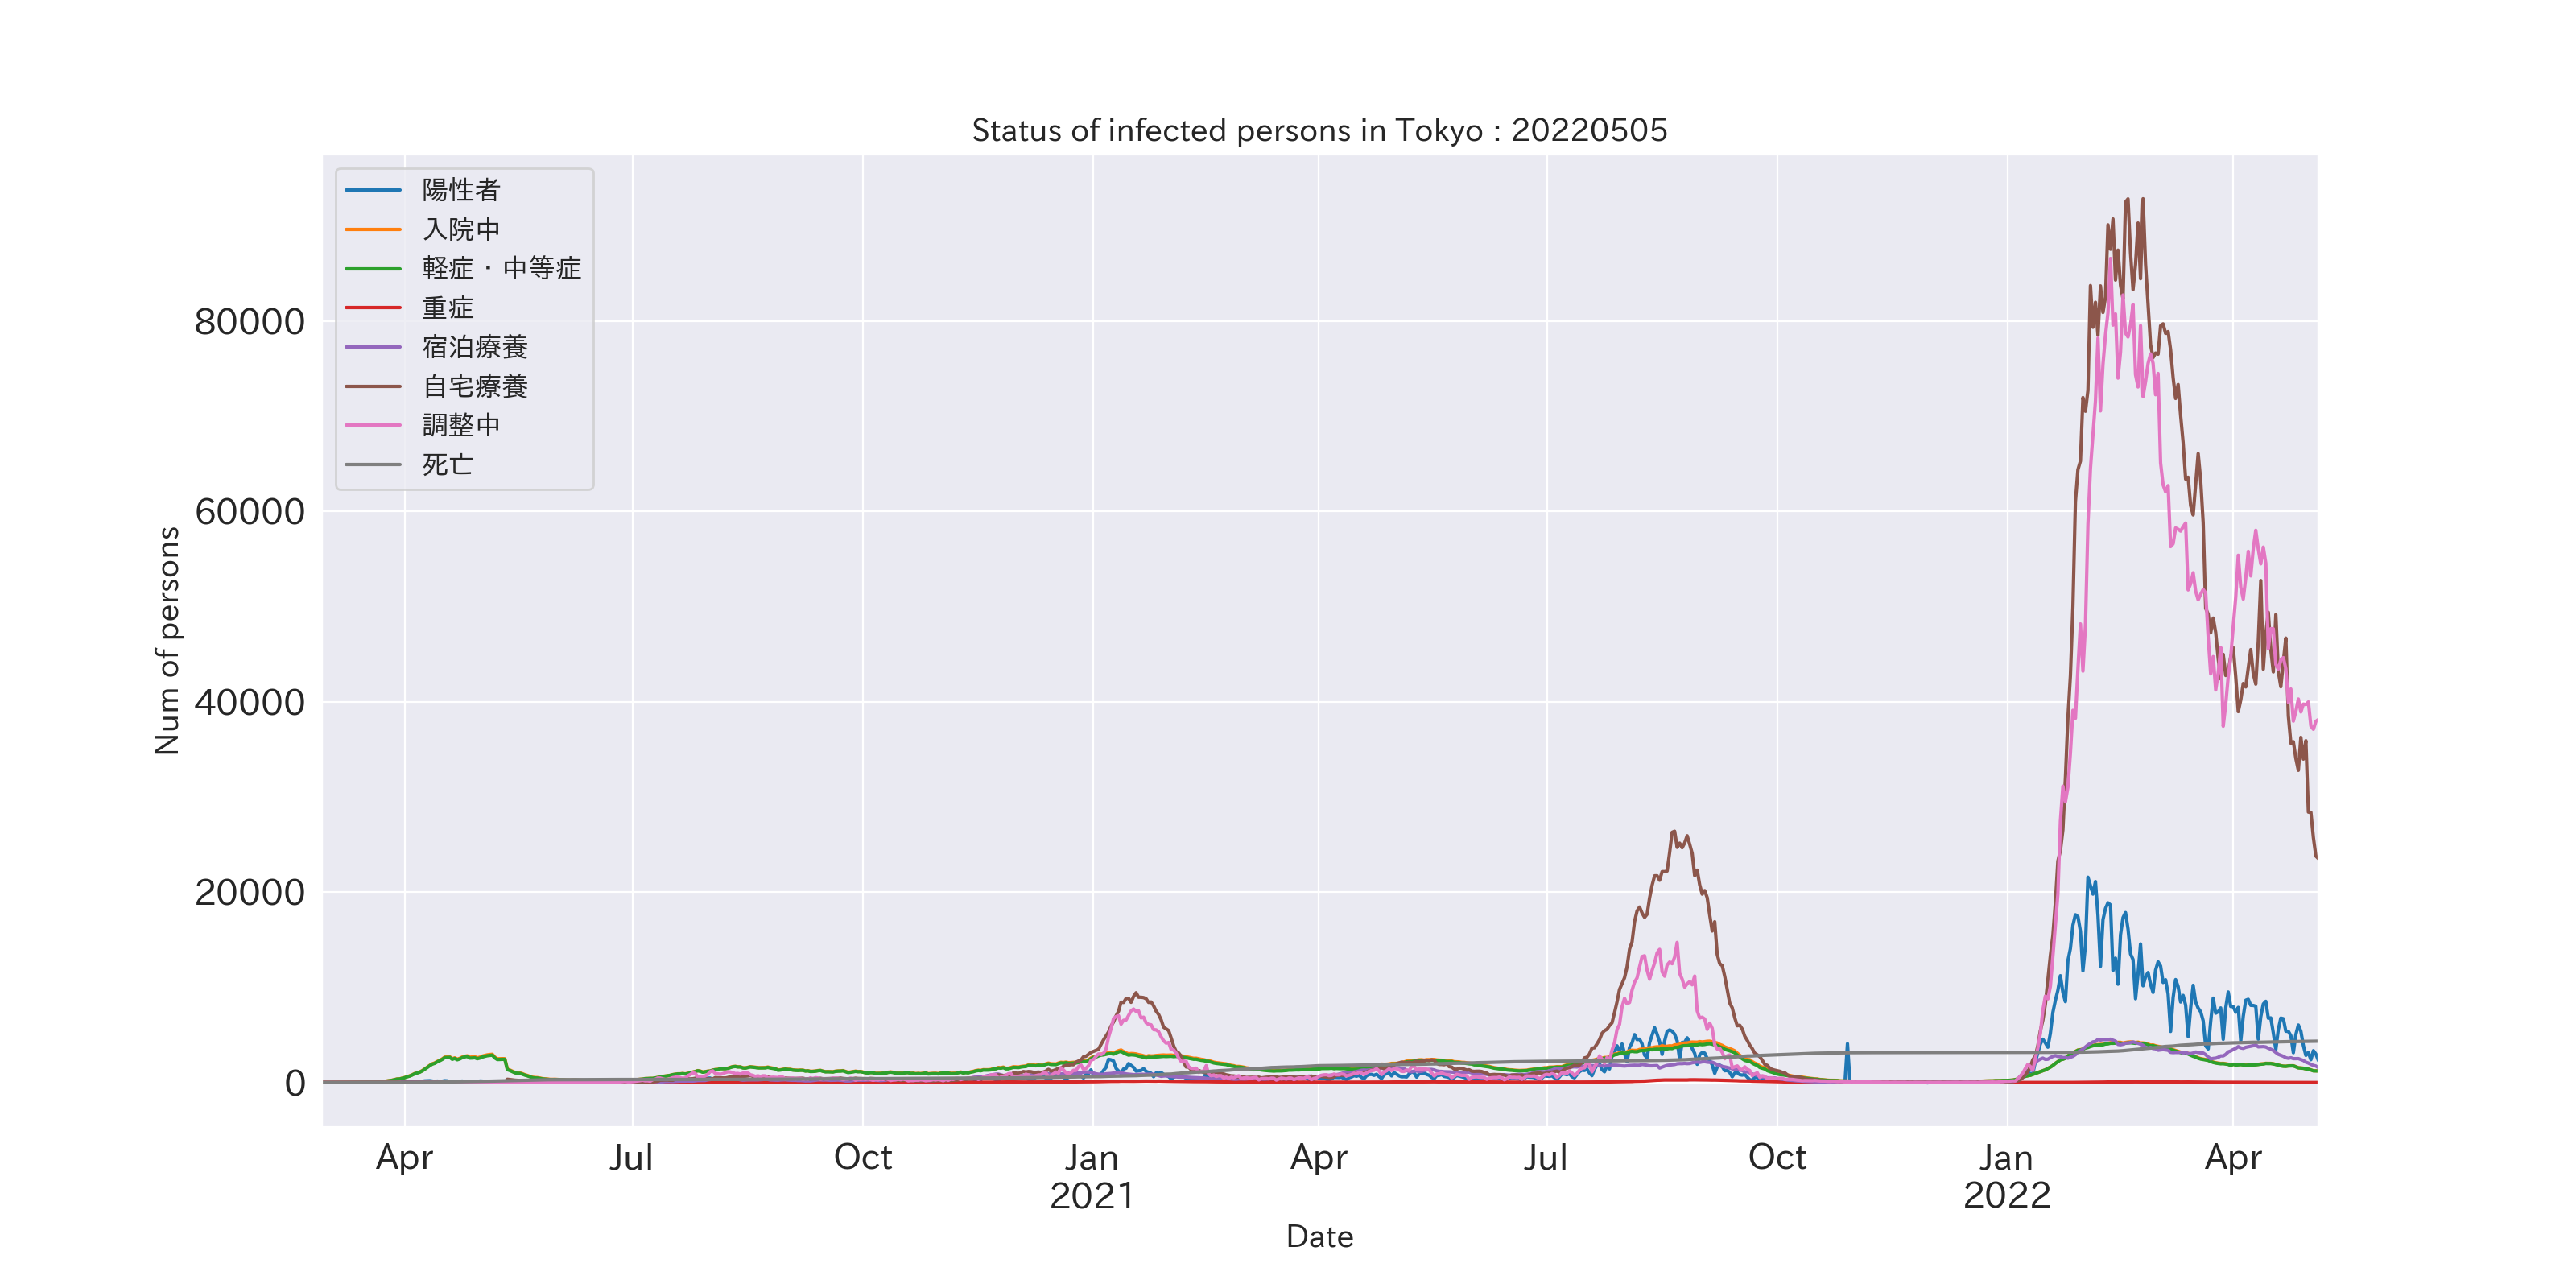 Status of infected persons in Tokyo : 20220505
陽性者
入院中
軽症・中等症
重症
宿泊療養
自宅療養
調整中
死亡
80000
60000
40000
20000
0
Num of persons
Apr Jul Oct Jan Apr Jul Oct Jan Apr
2021 2022
Date